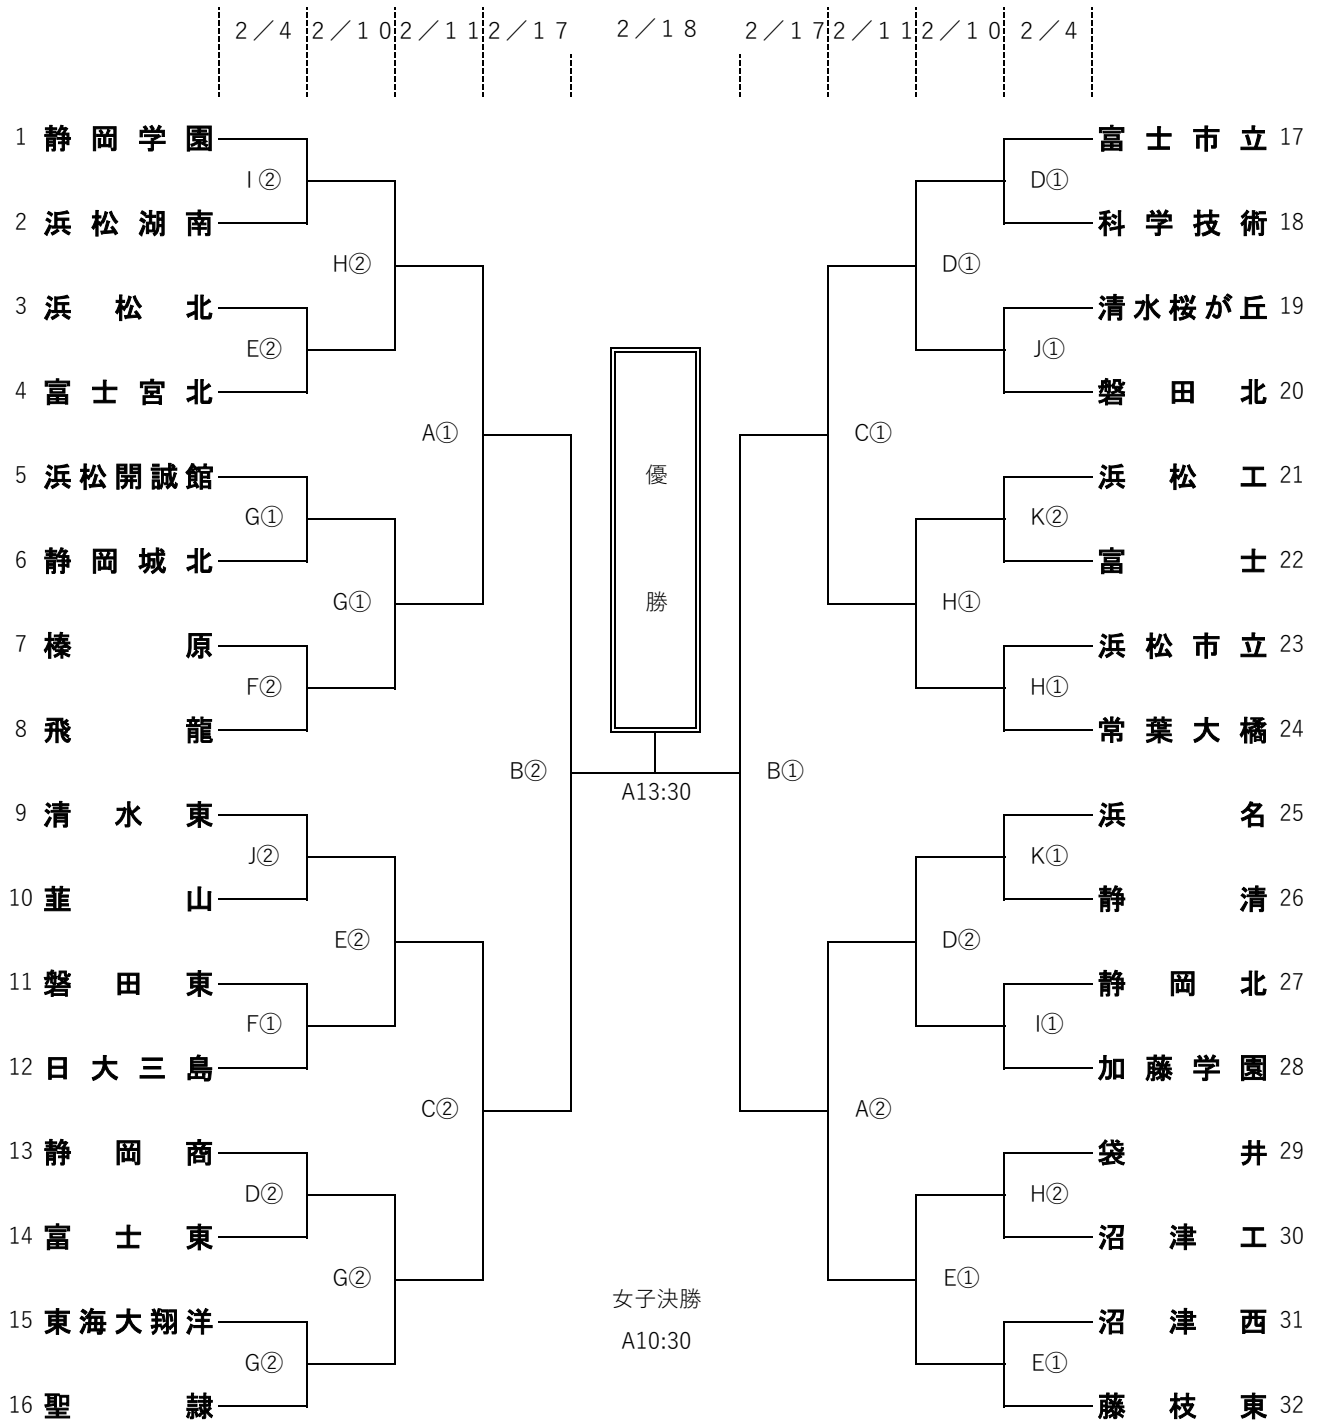 2／4 2／10 2／11 2／17 2／18 2／17 2／11 2／10 2／4
1 静岡学園 富士市立 17
I② D①
2 浜松湖南 科学技術 18
H② D①
3 浜松北 清水桜が丘 19
E② J①
4 富士宮北 磐田北 20
A① C①
5 浜松開誠館 優 浜松工 21
G① K②
6 静岡城北 富士 22
G① 勝 H①
7 榛原 浜松市立 23
F② H①
8 飛龍 常葉大橘 24
B② B①
A13:30
9 清水東 浜名 25
J② K①
10 韮山 静清 26
E② D②
11 磐田東 静岡北 27
F① I①
12 日大三島 加藤学園 28
C② A②
13 静岡商 袋井 29
D② H②
14 富士東 沼津工 30
G② E①
女子決勝
15 東海大翔洋 沼津西 31
A10:30
G② E①
16 聖隷 藤枝東 32